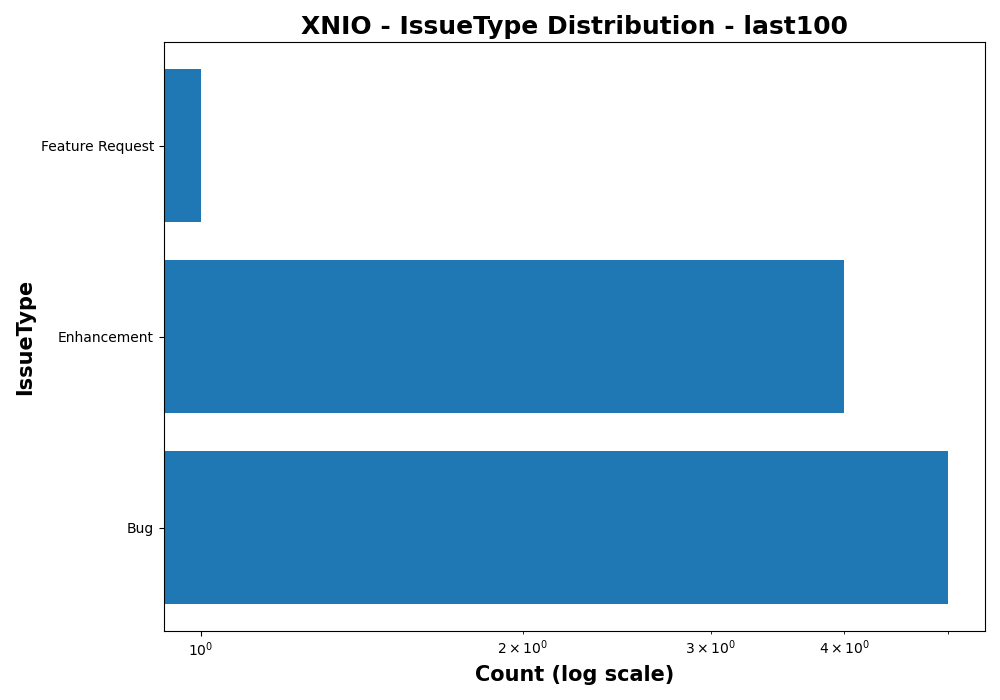 XNIO - IssueType Distribution - last100
IssueType
Feature Request
Enhancement
Bug
10⁰
2 × 10⁰
3 × 10⁰
4 × 10⁰
Count (log scale)